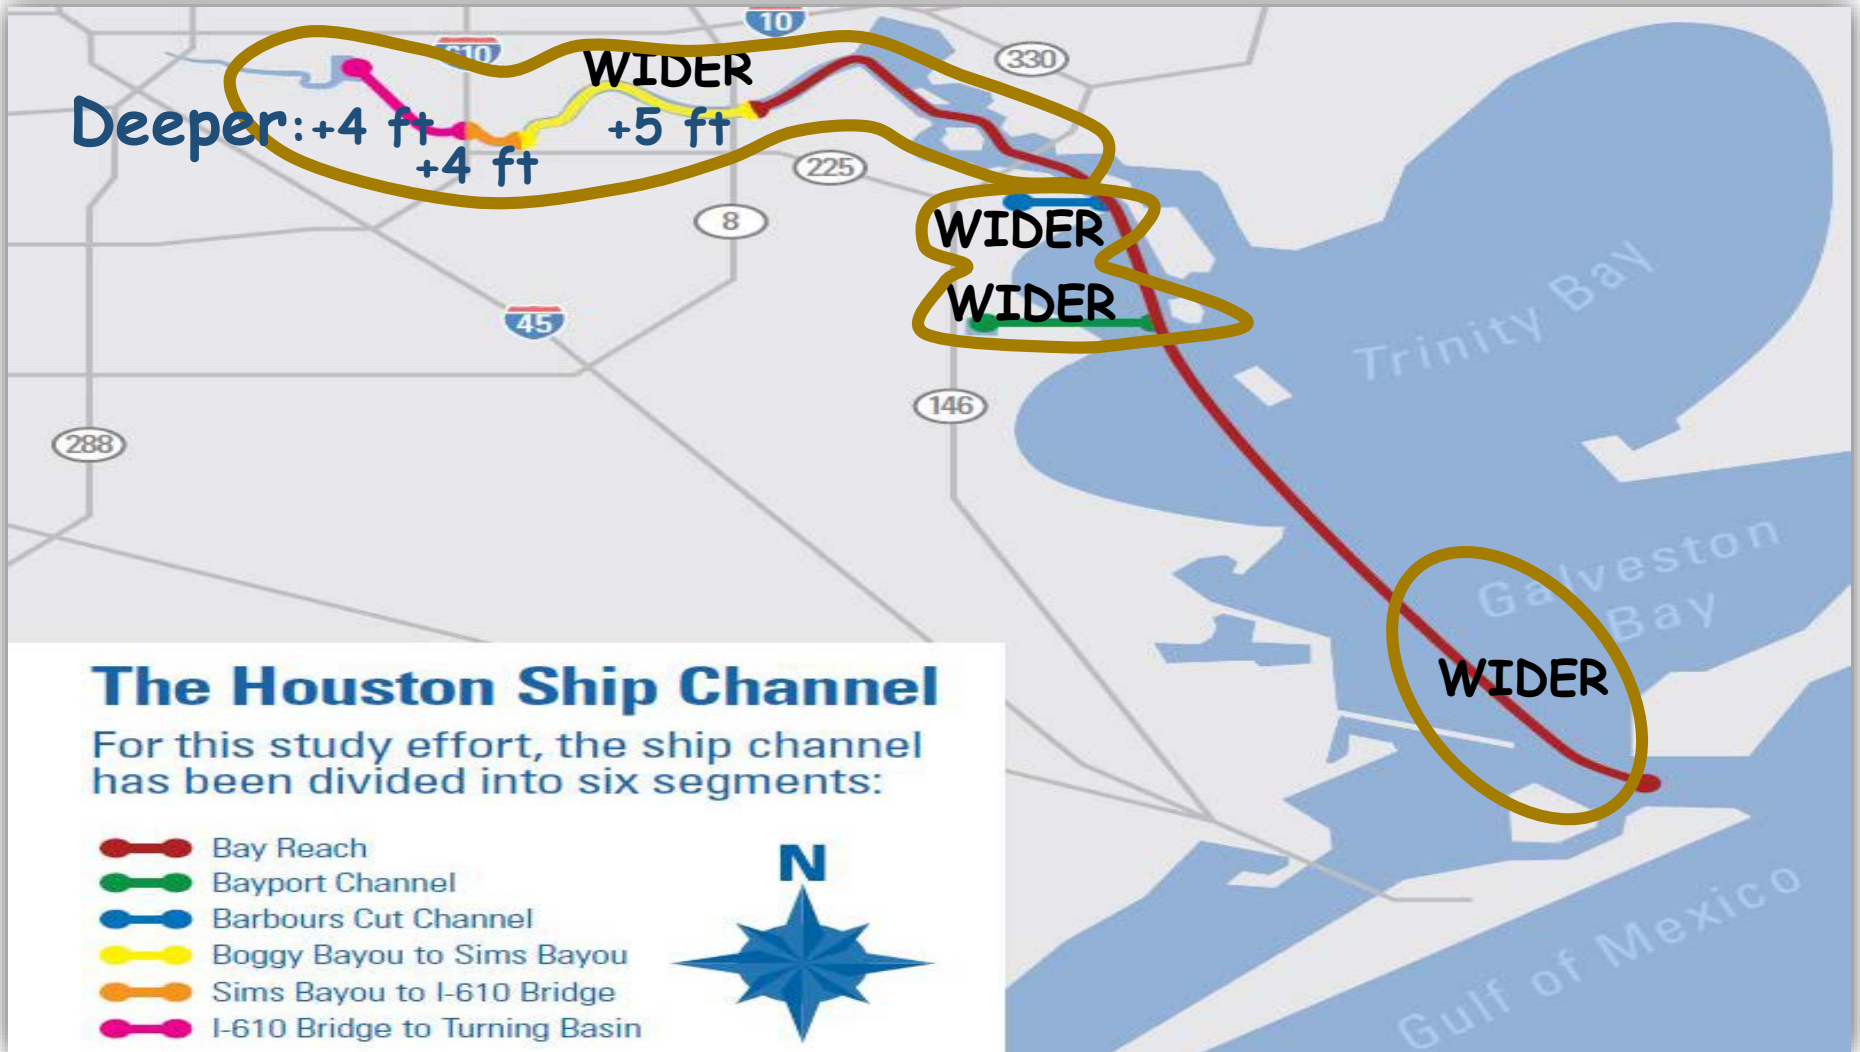 10
610
WIDER
330
Deeper:+4 ft
+5 ft
+4 ft
225
8
WIDER
WIDER
45
146
288
Trinity Bay
Galveston
Bay
WIDER
The Houston Ship Channel
For this study effort, the ship channel
has been divided into six segments:
Bay Reach
Bayport Channel
Barbours Cut Channel
Boggy Bayou to Sims Bayou
Sims Bayou to I-610 Bridge
I-610 Bridge to Turning Basin
N
Gulf of Mexico